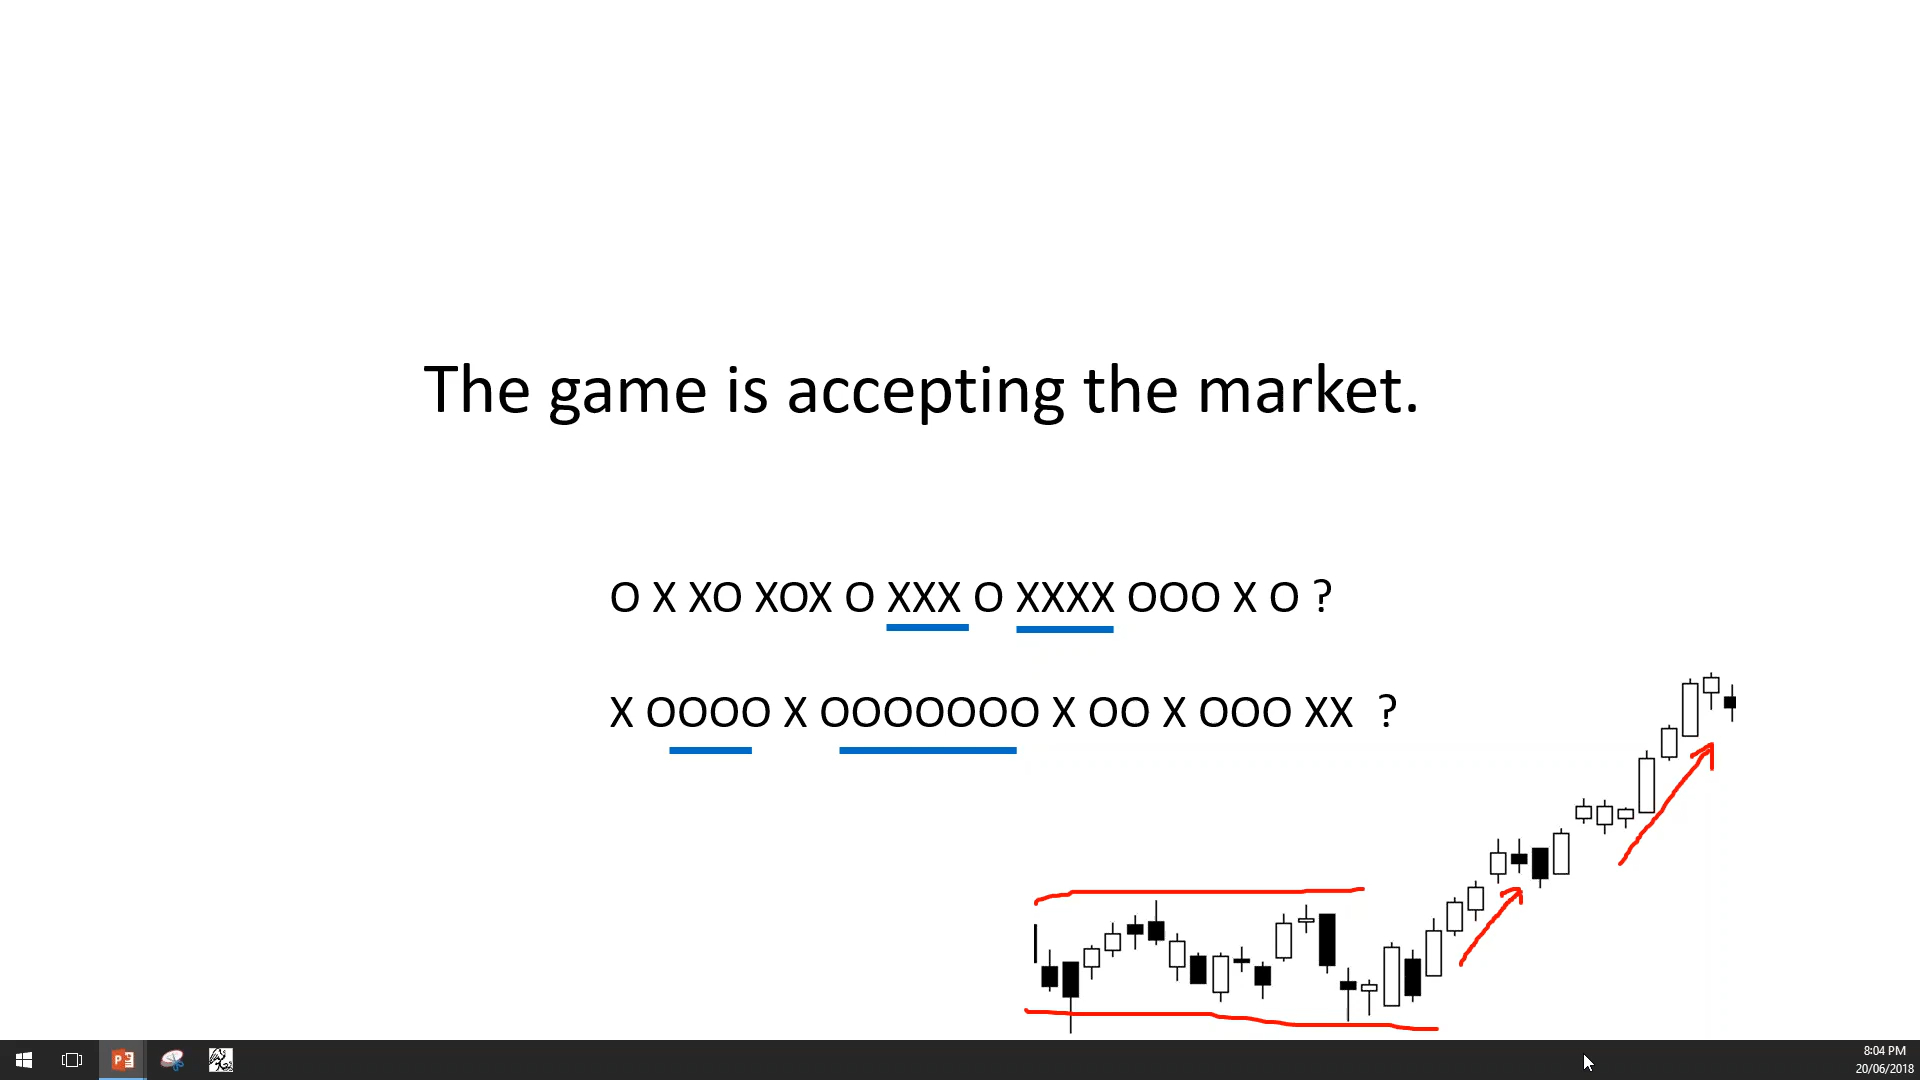 The game is accepting the market.
O X XO XOX O XXX O XXXX OOO X O ?
X OOOO X OOOOOOO X OO X OOO XX ?
8:04 PM
20/06/2018